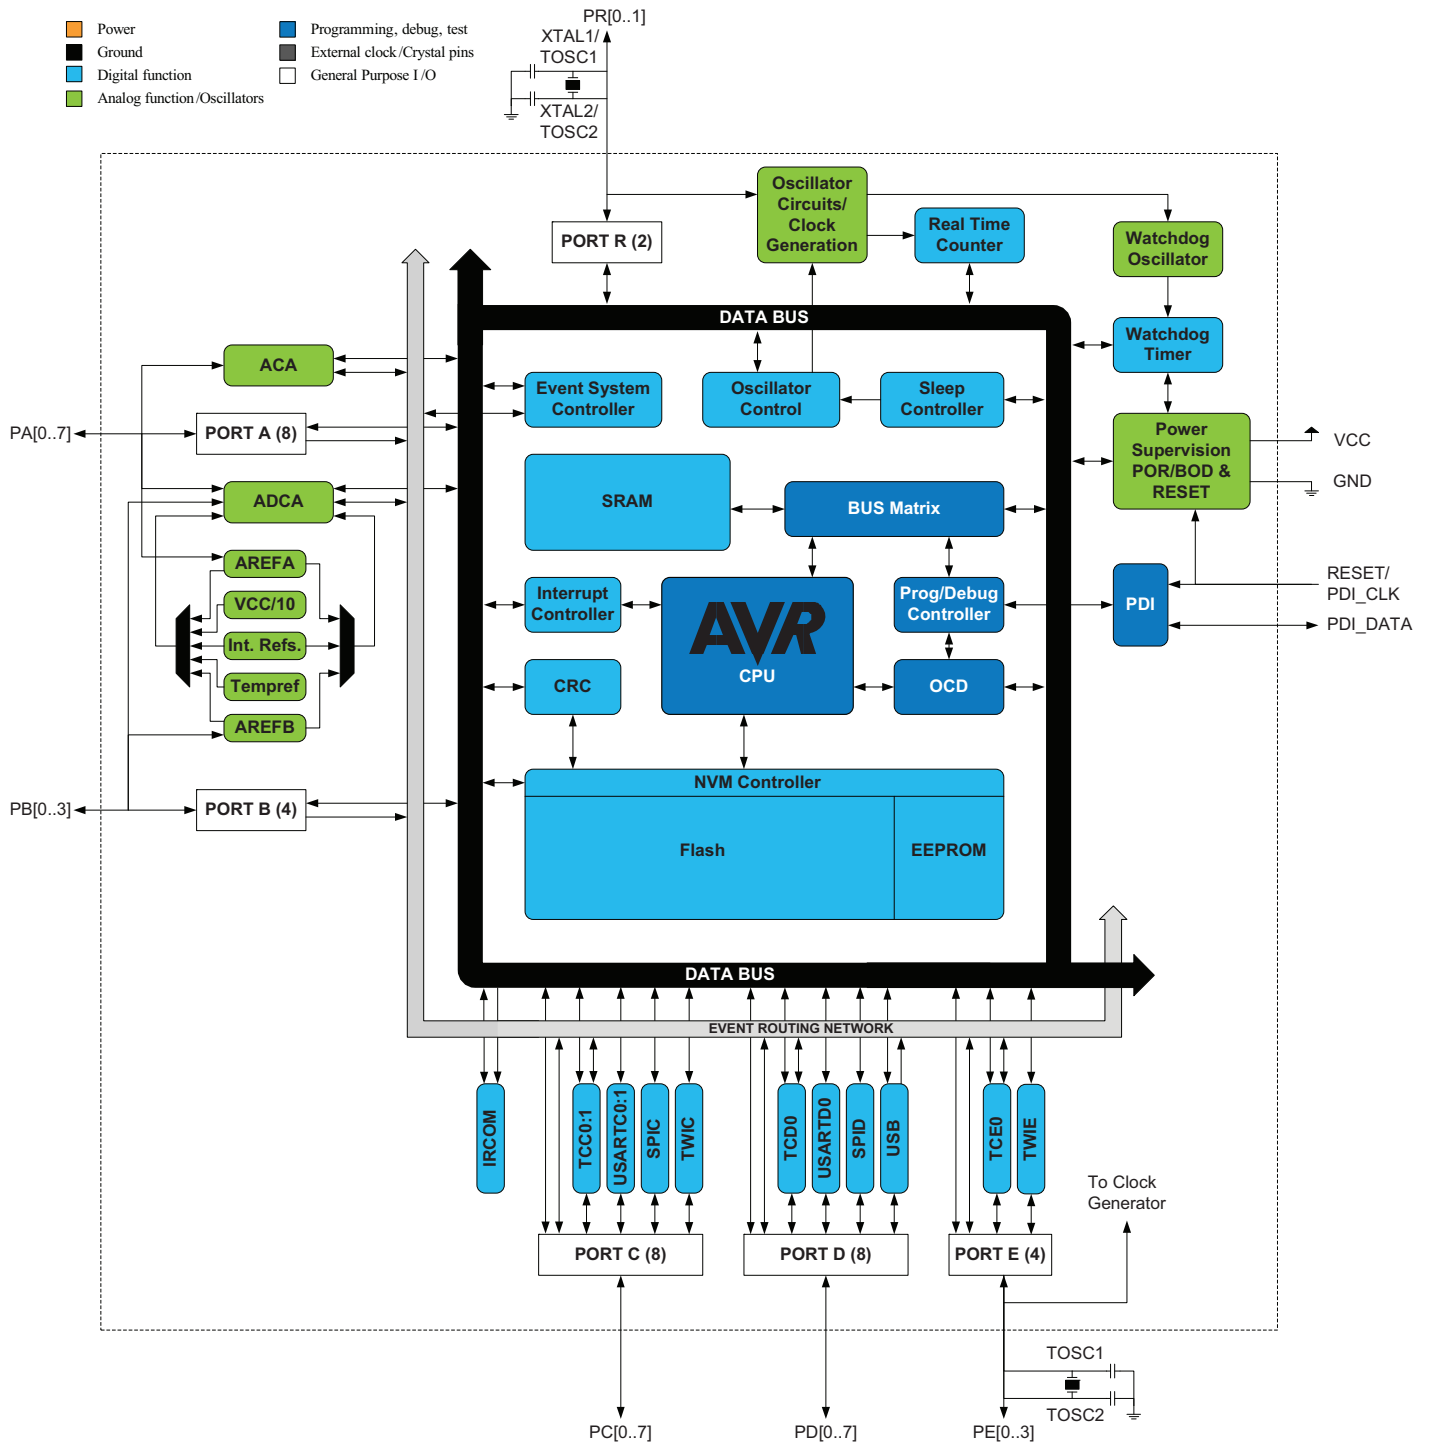 Power
Ground
Digital function
Analog function/Oscillators
Programming, debug, test
External clock/Crystal pins
General Purpose I/O
PR[0..1]
XTAL1/
TOSC1
XTAL2/
TOSC2
Oscillator
Circuits/
Clock
Generation
PORT R (2)
Real Time
Counter
Watchdog
Oscillator
DATA BUS
Watchdog
Timer
ACA
Event System
Controller
Oscillator
Control
Sleep
Controller
PA[0..7]
PORT A (8)
Power
Supervision
POR/BOD &
RESET
VCC
GND
ADCA
SRAM
BUS Matrix
AREFA
VCC/10
Int. Refs.
Tempref
AREFB
Interrupt
Controller
AVR
CPU
Prog/Debug
Controller
PDI
RESET/
PDI_CLK
PDI_DATA
CRC
OCD
NVM Controller
Flash
EEPROM
PB[0..3]
PORT B (4)
DATA BUS
EVENT ROUTING NETWORK
IRCOM
TCC0:1
USARTC0:1
SPIC
TWIC
TCD0
USARTD0
SPID
USB
TCE0
TWIE
To Clock
Generator
PORT C (8)
PORT D (8)
PORT E (4)
TOSC1
TOSC2
PC[0..7]
PD[0..7]
PE[0..3]